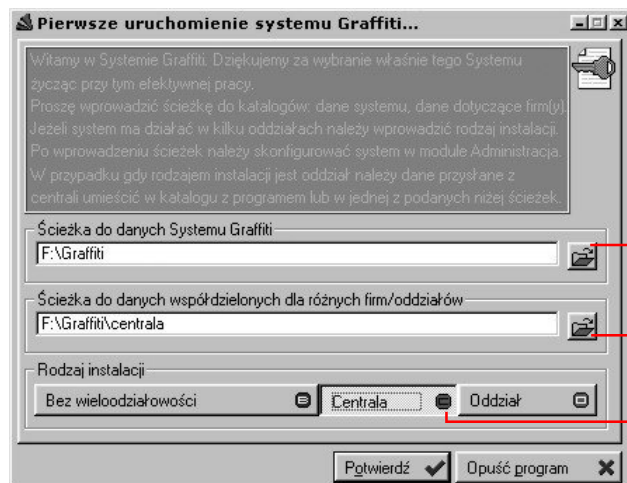 Pierwsze uruchomienie systemu Graffiti...
Witamy w Systemie Graffiti. Dziękujemy za wybranie właśnie tego Systemu
życząc przy tym efektywnej pracy.
Proszę wprowadzić ścieżkę do katalogów: dane systemu, dane dotyczące firm(y).
Jeżeli system ma działać w kilku oddziałach należy wprowadzić rodzaj instalacji.
Po wprowadzeniu ścieżek należy skonfigurować system w module Administracja.
W przypadku gdy rodzajem instalacji jest oddział należy dane przysłane z
centrali umieścić w katalogu z programem lub w jednej z podanych niżej ścieżek.
Ścieżka do danych Systemu Graffiti
F:\Graffiti
Ścieżka do danych współdzielonych dla różnych firm/oddziałów
F:\Graffiti\centrala
Rodzaj instalacji
Bez wieloodziałowości Centrala Oddział
Potwierdź Opuść program